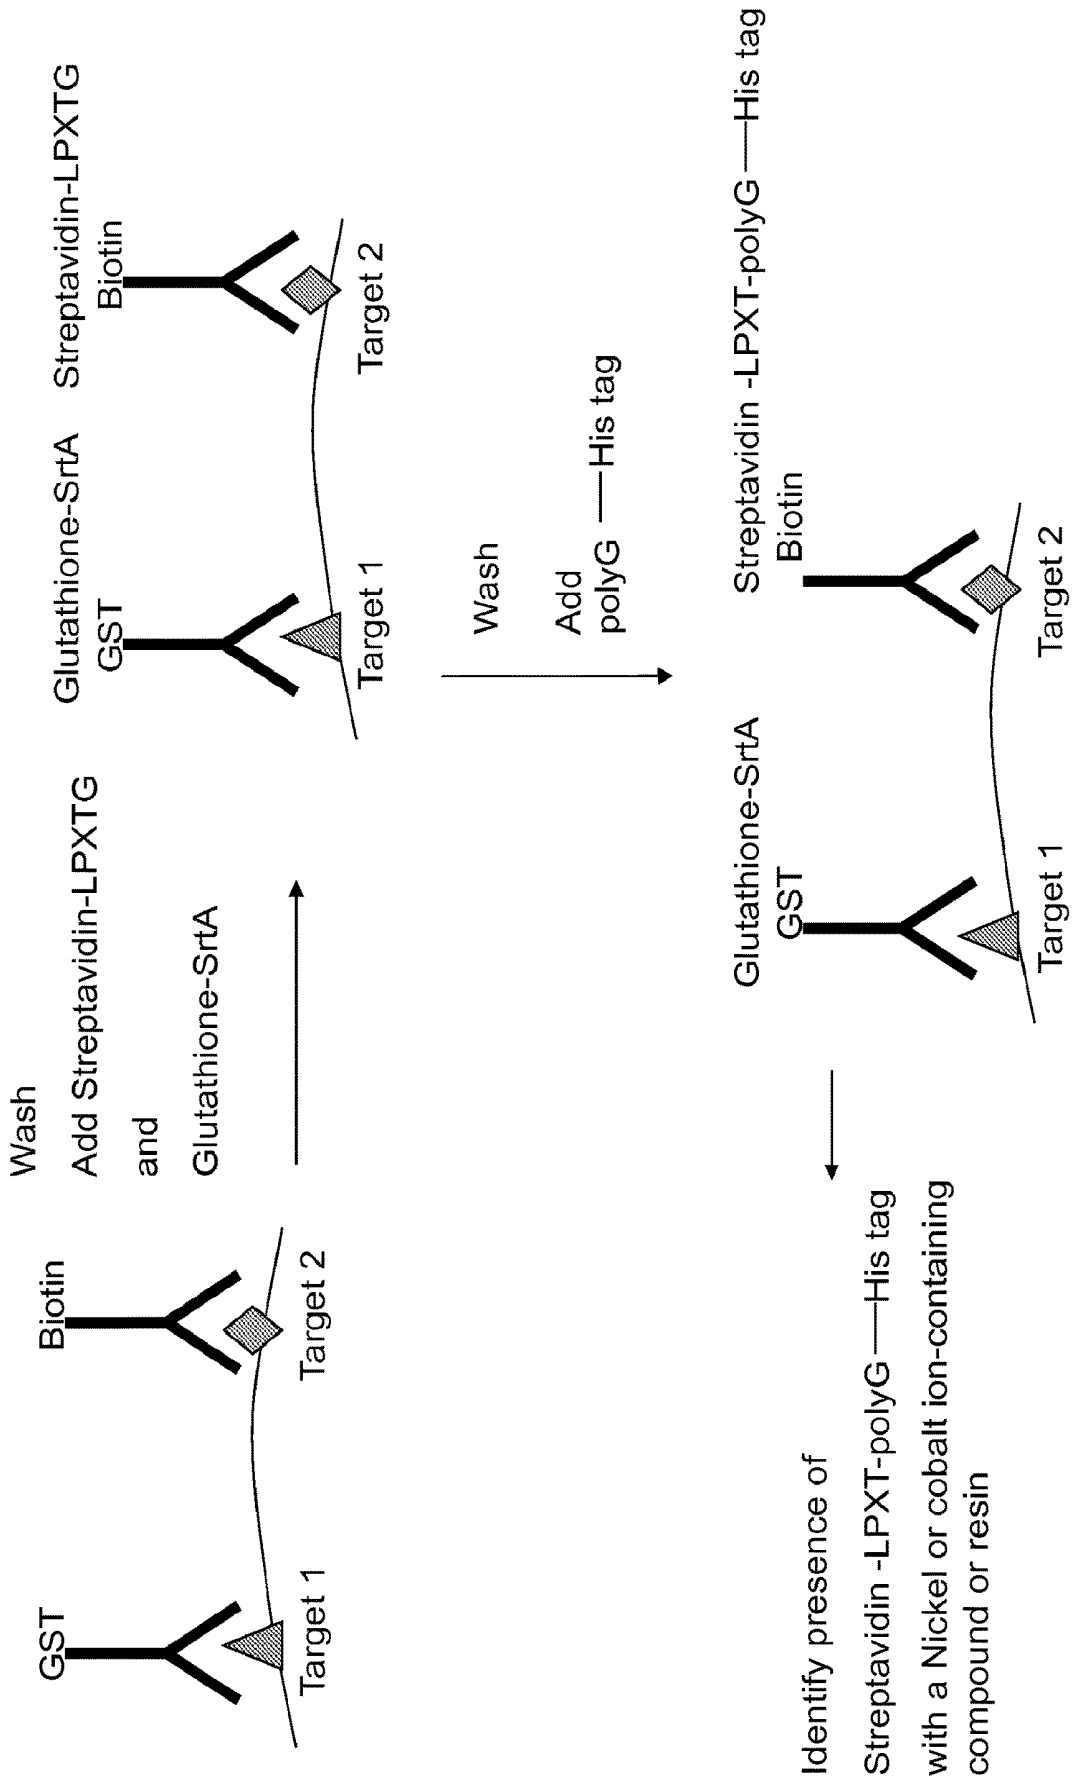 GST
Biotin
Target 1
Target 2
Wash
Add Streptavidin-LPXTG
and
Glutathione-SrtA
Glutathione-SrtA
GST
Streptavidin-LPXTG
Biotin
Target 1
Target 2
Wash
Add
polyG —His tag
Glutathione-SrtA
GST
Streptavidin -LPXT-polyG—His tag
Biotin
Target 1
Target 2
Identify presence of
Streptavidin -LPXT-polyG—His tag
with a Nickel or cobalt ion-containing
compound or resin